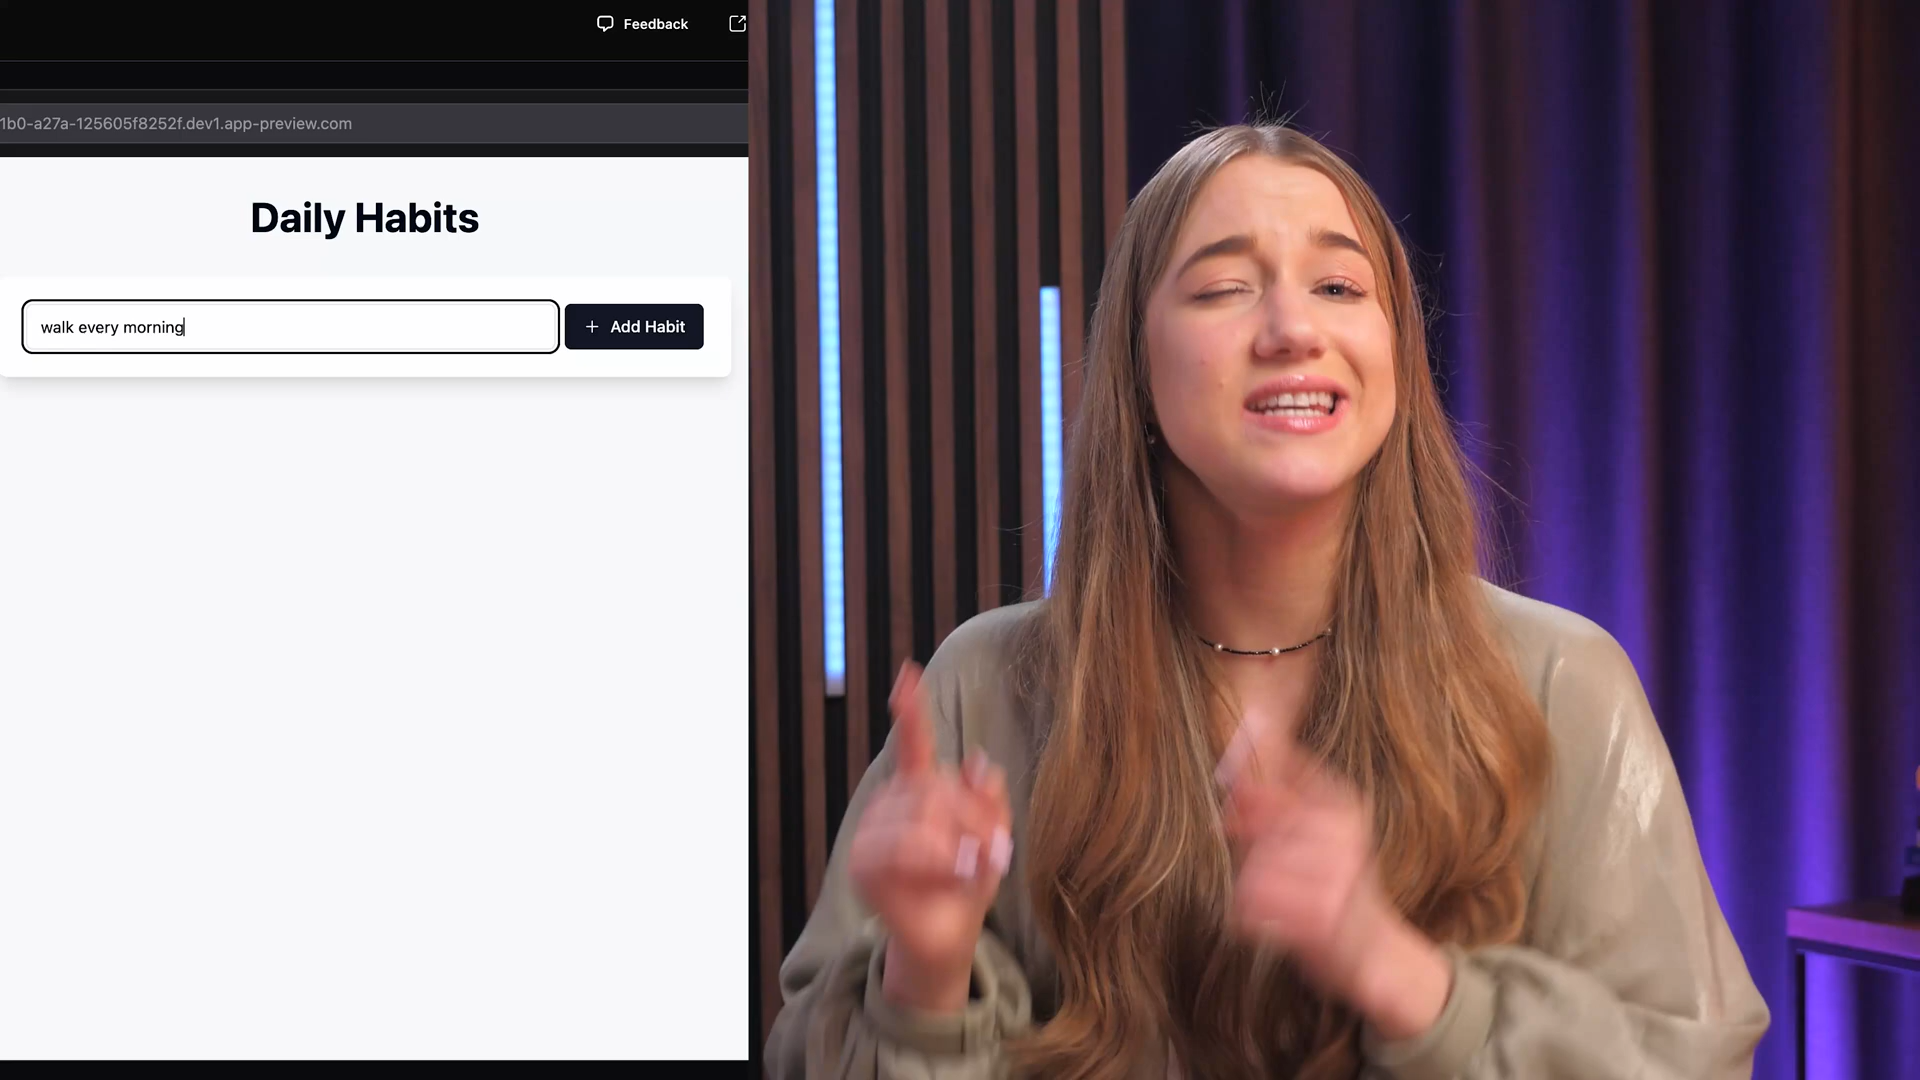 Feedback
1b0-a27a-125605f8252f.dev1.app-preview.com
Daily Habits
walk every morning
+ Add Habit